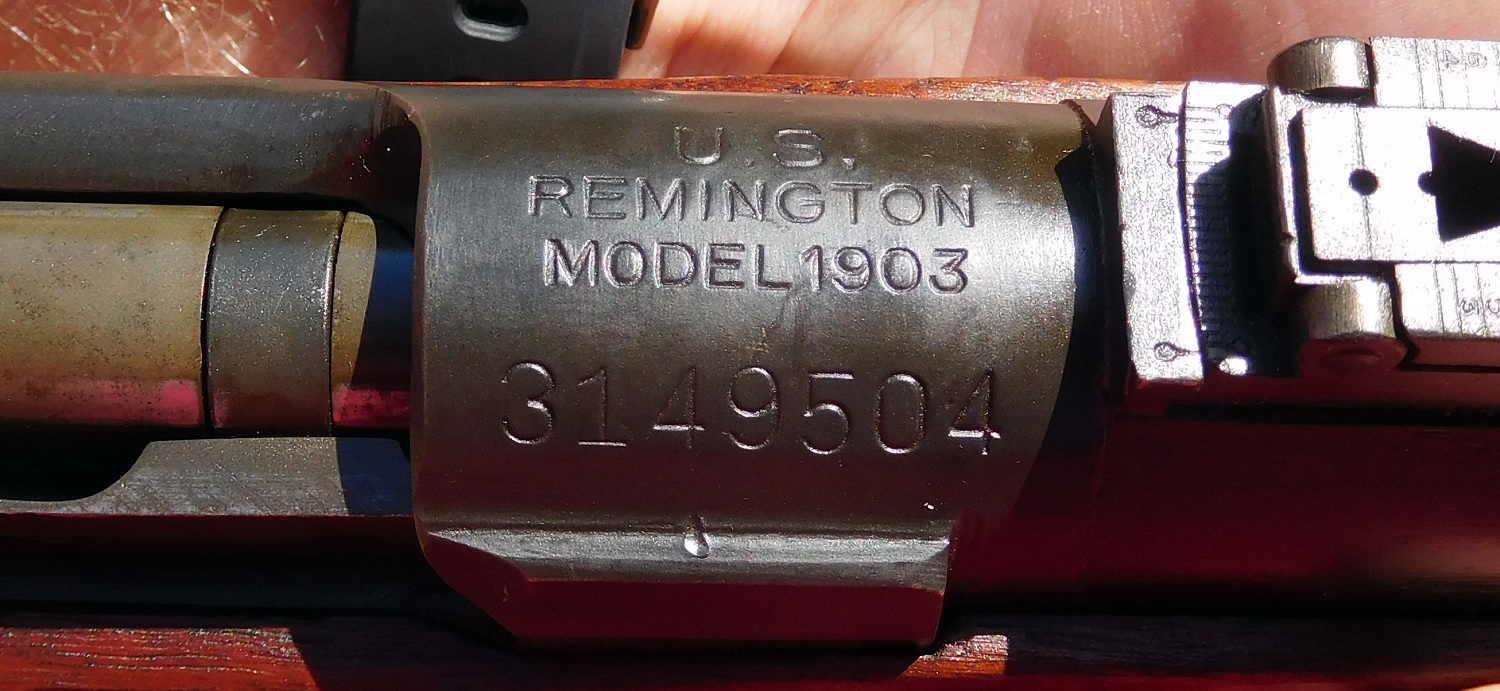 U.S.
REMINGTON
MODEL 1903
3149504